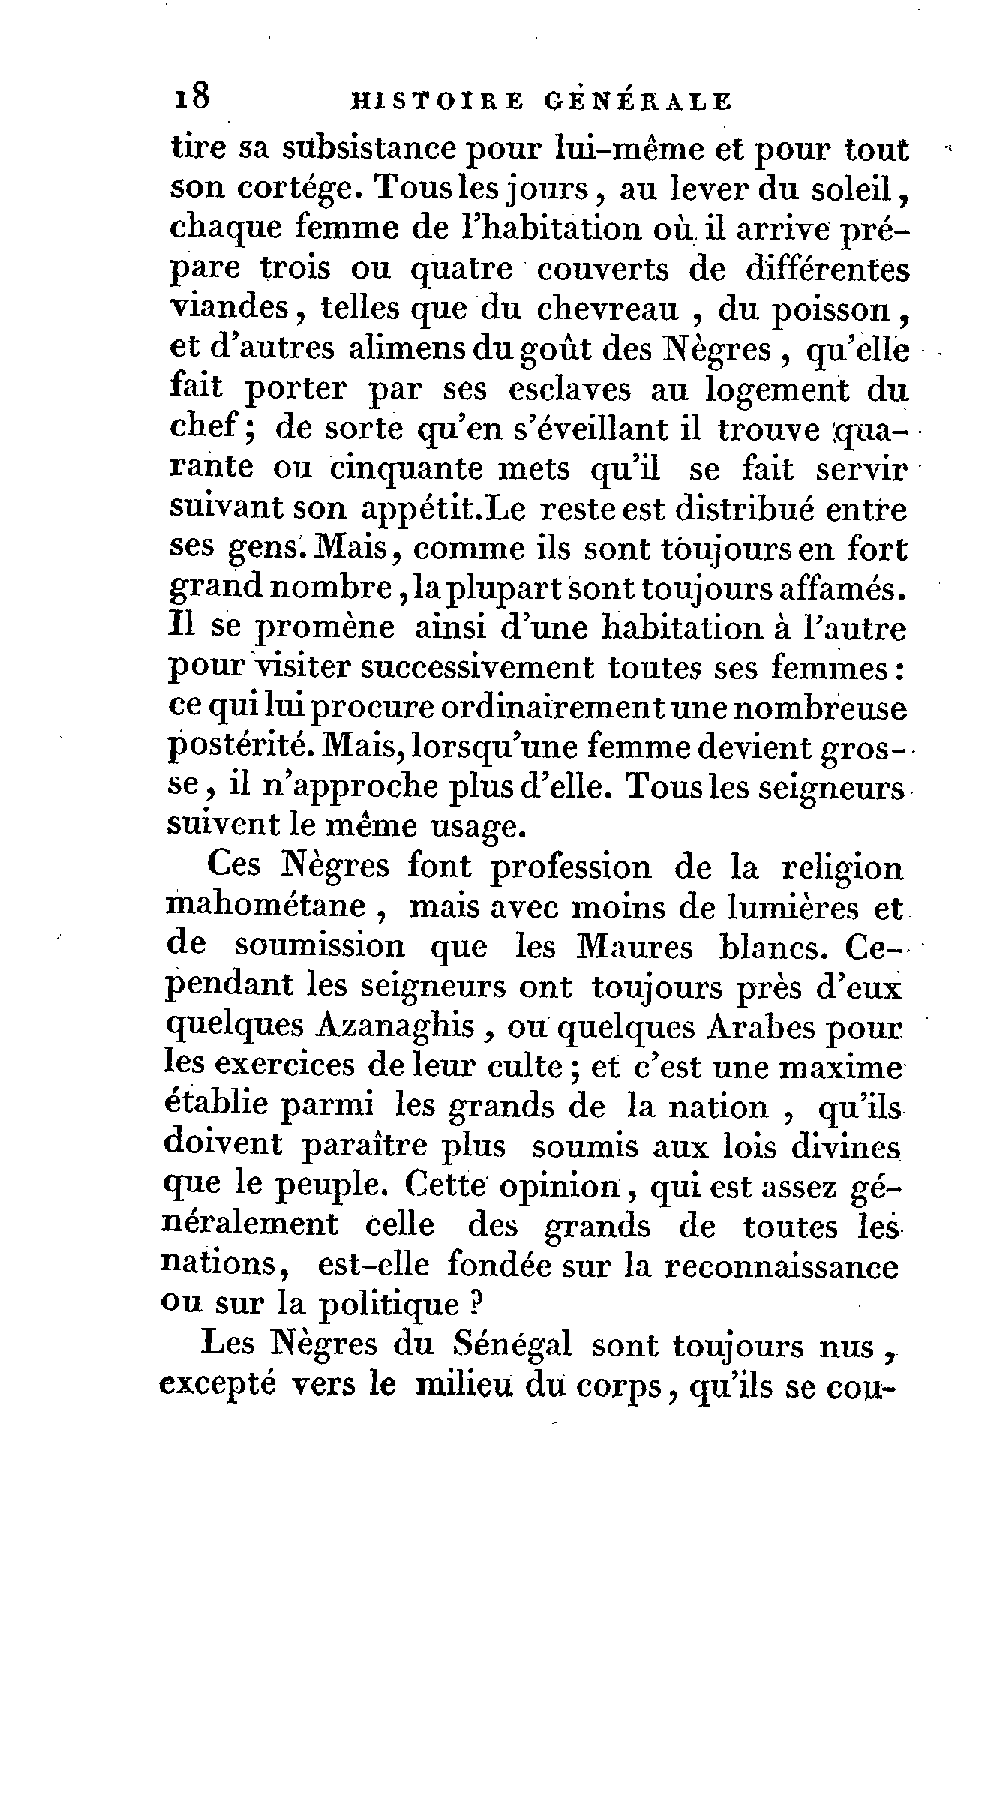 18 HISTOIRE GÉNÉRALE
tire sa subsistance pour lui-même et pour tout
son cortége. Tous les jours, au lever du soleil,
chaque femme de l'habitation où il arrive pré-
pare trois ou quatre couverts de différentes
viandes, telles que du chevreau, du poisson,
et d'autres alimens du goût des Nègres, qu'elle
fait porter par ses esclaves au logement du
chef; de sorte qu'en s'éveillant il trouve qua-
rante ou cinquante mets qu'il se fait servir
suivant son appétit. Le reste est distribué entre
ses gens. Mais, comme ils sont toujours en fort
grand nombre, la plupart sont toujours affamés.
Il se promène ainsi d'une habitation à l'autre
pour visiter successivement toutes ses femmes:
ce qui lui procure ordinairement une nombreuse
postérité. Mais, lorsqu'une femme devient gros-
se, il n'approche plus d'elle. Tous les seigneurs
suivent le même usage.
Ces Nègres font profession de la religion
mahométane, mais avec moins de lumières et
de soumission que les Maures blancs. Ce-
pendant les seigneurs ont toujours près d'eux
quelques Azanaghis, ou quelques Arabes pour
les exercices de leur culte; et c'est une maxime
établie parmi les grands de la nation, qu'ils
doivent paraître plus soumis aux lois divines
que le peuple. Cette opinion, qui est assez gé-
néralement celle des grands de toutes les
nations, est-elle fondée sur la reconnaissance
ou sur la politique?
Les Nègres du Sénégal sont toujours nus,
excepté vers le milieu du corps, qu'ils se cou-